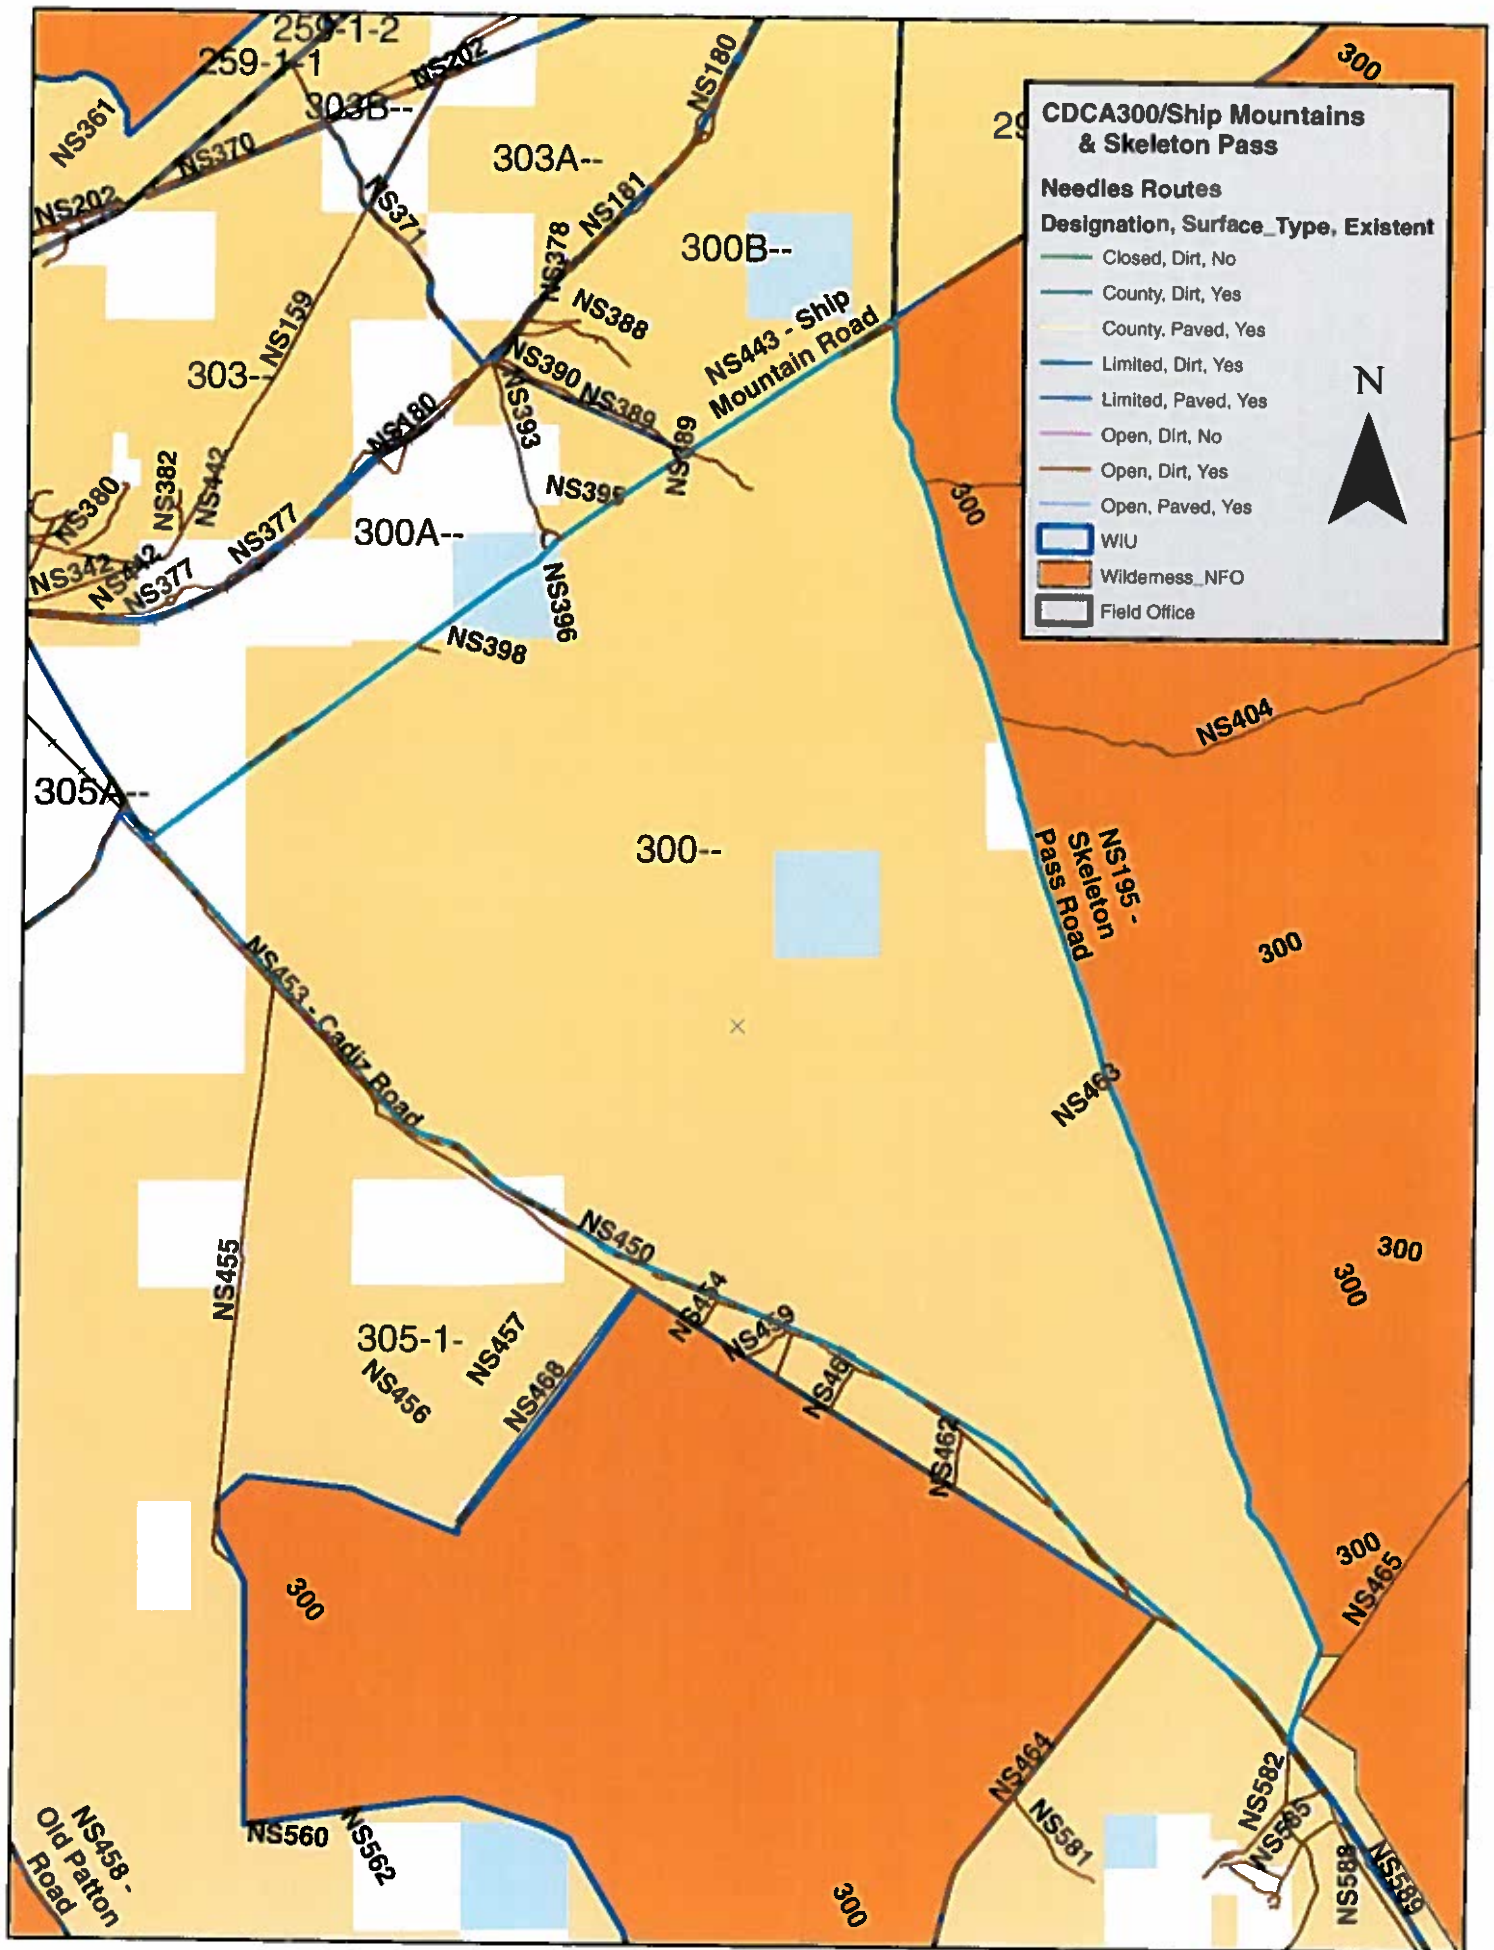 259-1-2
259-1-1
NS202
NS180
300
CDCA300/Ship Mountains
& Skeleton Pass
Needles Routes
Designation, Surface_Type, Existent
Closed, Dirt, No
County, Dirt, Yes
County, Paved, Yes
Limited, Dirt, Yes
Limited, Paved, Yes
Open, Dirt, No
Open, Dirt, Yes
Open, Paved, Yes
WIU
Wilderness_NFO
Field Office
N
NS361
303B--
29
NS370
303A--
NS202
NS371
NS181
NS378
300B--
NS159
NS388
NS443 - Ship
Mountain Road
303-
NS390
NS389
NS180
NS393
NS382
NS442
NS380
NS395
300
NS377
300A--
NS342
NS442
NS377
NS396
NS398
NS404
305A--
300--
NS195 -
Skeleton
Pass Road
300
NS453 - Cadiz Road
NS463
NS455
NS450
300
300
NS454
NS459
305-1-
NS457
NS456
NS468
NS462
300
NS465
300
NS464
NS582
NS581
NS560
NS562
NS458 -
Old Patton
Road
NS588
NS589
300